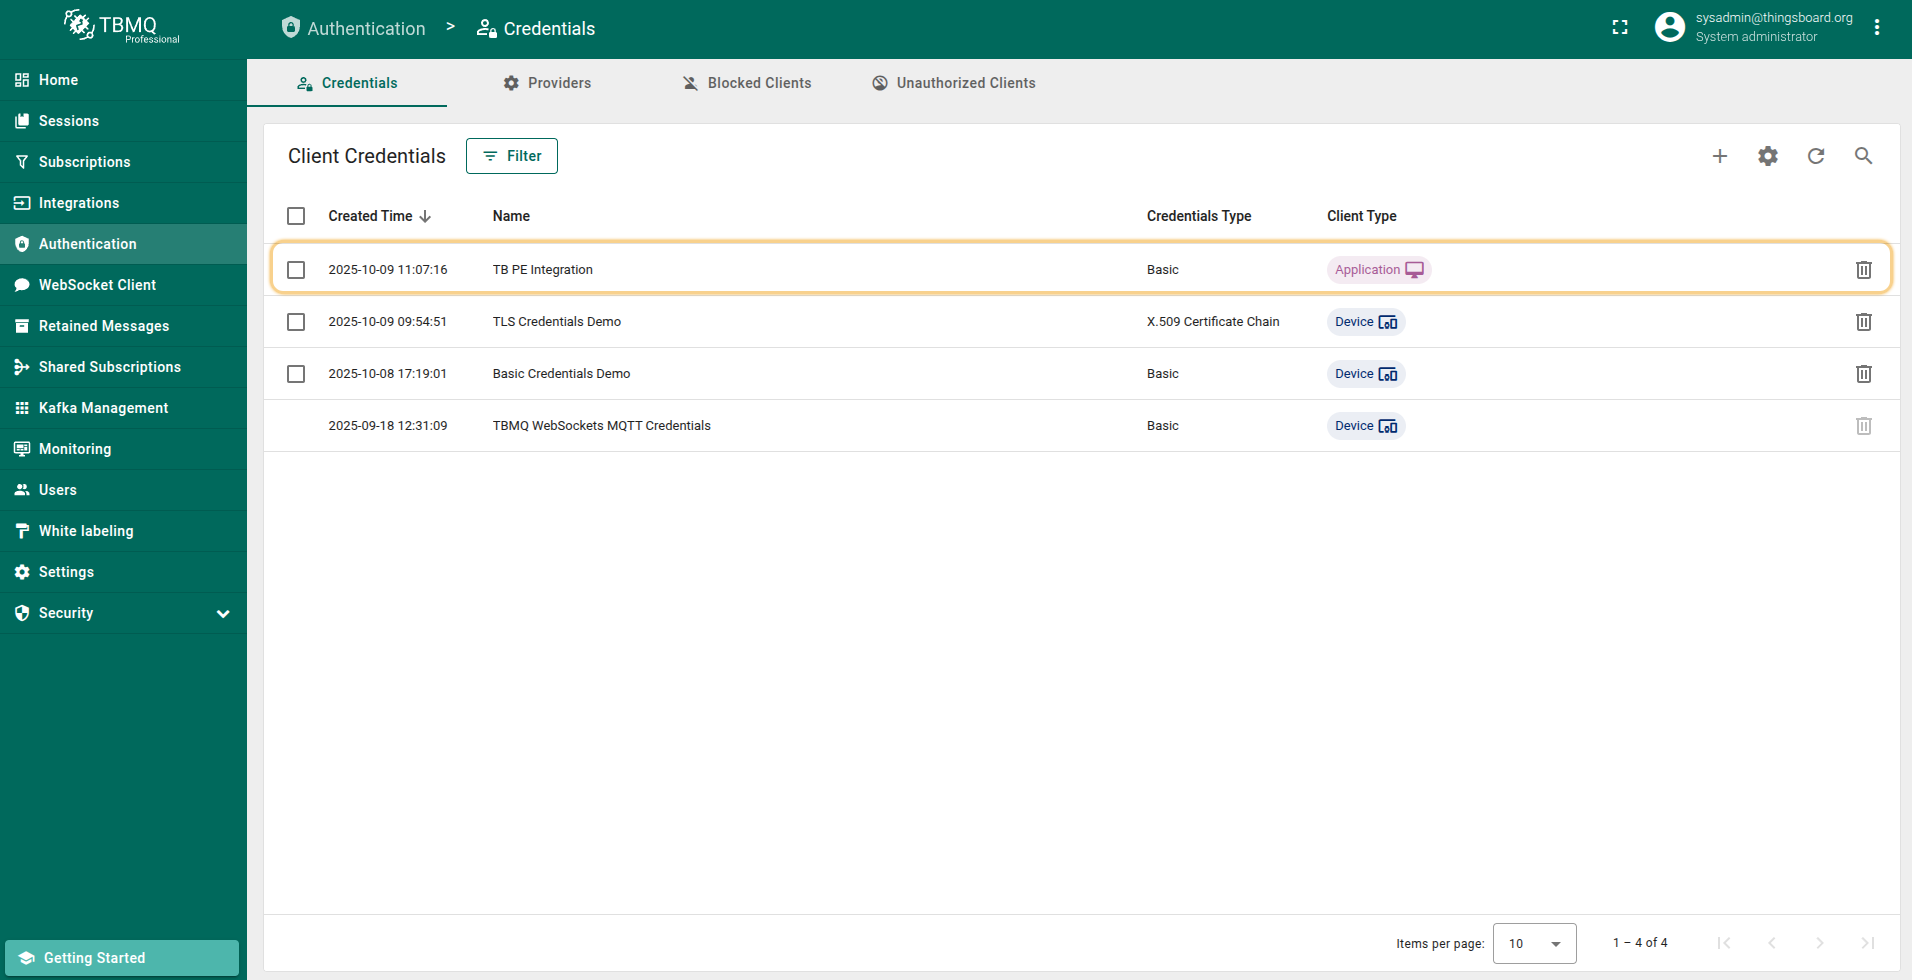 TBMQ
Professional
Authentication > Credentials
sysadmin@thingsboard.org
System administrator
Home
Sessions
Subscriptions
Integrations
Authentication
WebSocket Client
Retained Messages
Shared Subscriptions
Kafka Management
Monitoring
Users
White labeling
Settings
Security
Getting Started
Credentials Providers Blocked Clients Unauthorized Clients
Client Credentials Filter
Created Time Name Credentials Type Client Type
2025-10-09 11:07:16 TB PE Integration Basic Application
2025-10-09 09:54:51 TLS Credentials Demo X.509 Certificate Chain Device
2025-10-08 17:19:01 Basic Credentials Demo Basic Device
2025-09-18 12:31:09 TBMQ WebSockets MQTT Credentials Basic Device
Items per page: 10 1 – 4 of 4